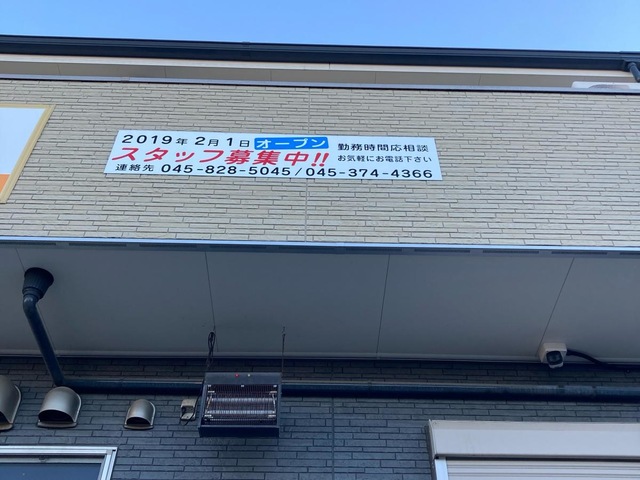 2019年 2月 1日 オープン 勤務時間応相談
スタッフ募集中!! お気軽にお電話下さい
連絡先 045-828-5045/045-374-4366